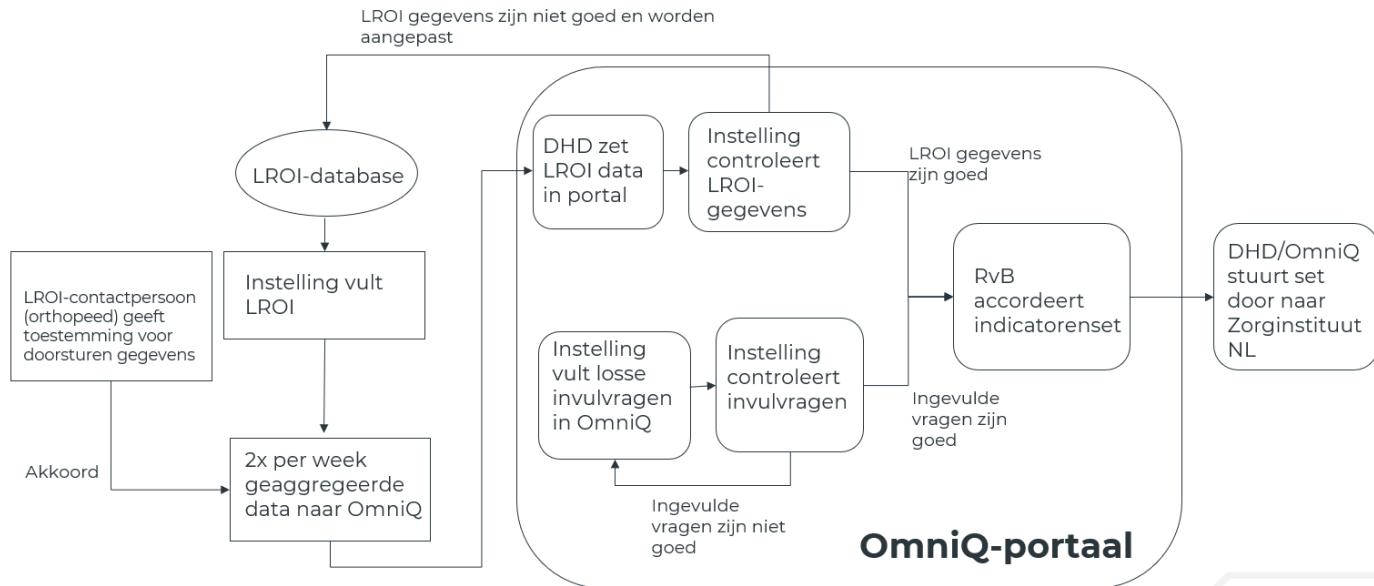 LROI gegevens zijn niet goed en worden
aangepast
LROI-database
Instelling vult
LROI
LROI-contactpersoon
(orthopeed) geeft
toestemming voor
doorsturen gegevens
Akkoord
2x per week
geaggregeerde
data naar OmniQ
DHD zet
LROI data
in portal
Instelling
controleert
LROI-
gegevens
LROI gegevens
zijn goed
Instelling
vult losse
invulvragen
in OmniQ
Instelling
controleert
invulvragen
Ingevulde
vragen zijn niet
goed
Ingevulde
vragen zijn
goed
RvB
accordeert
indicatorenset
DHD/OmniQ
stuurt set
door naar
Zorginstituut
NL
OmniQ-portaal